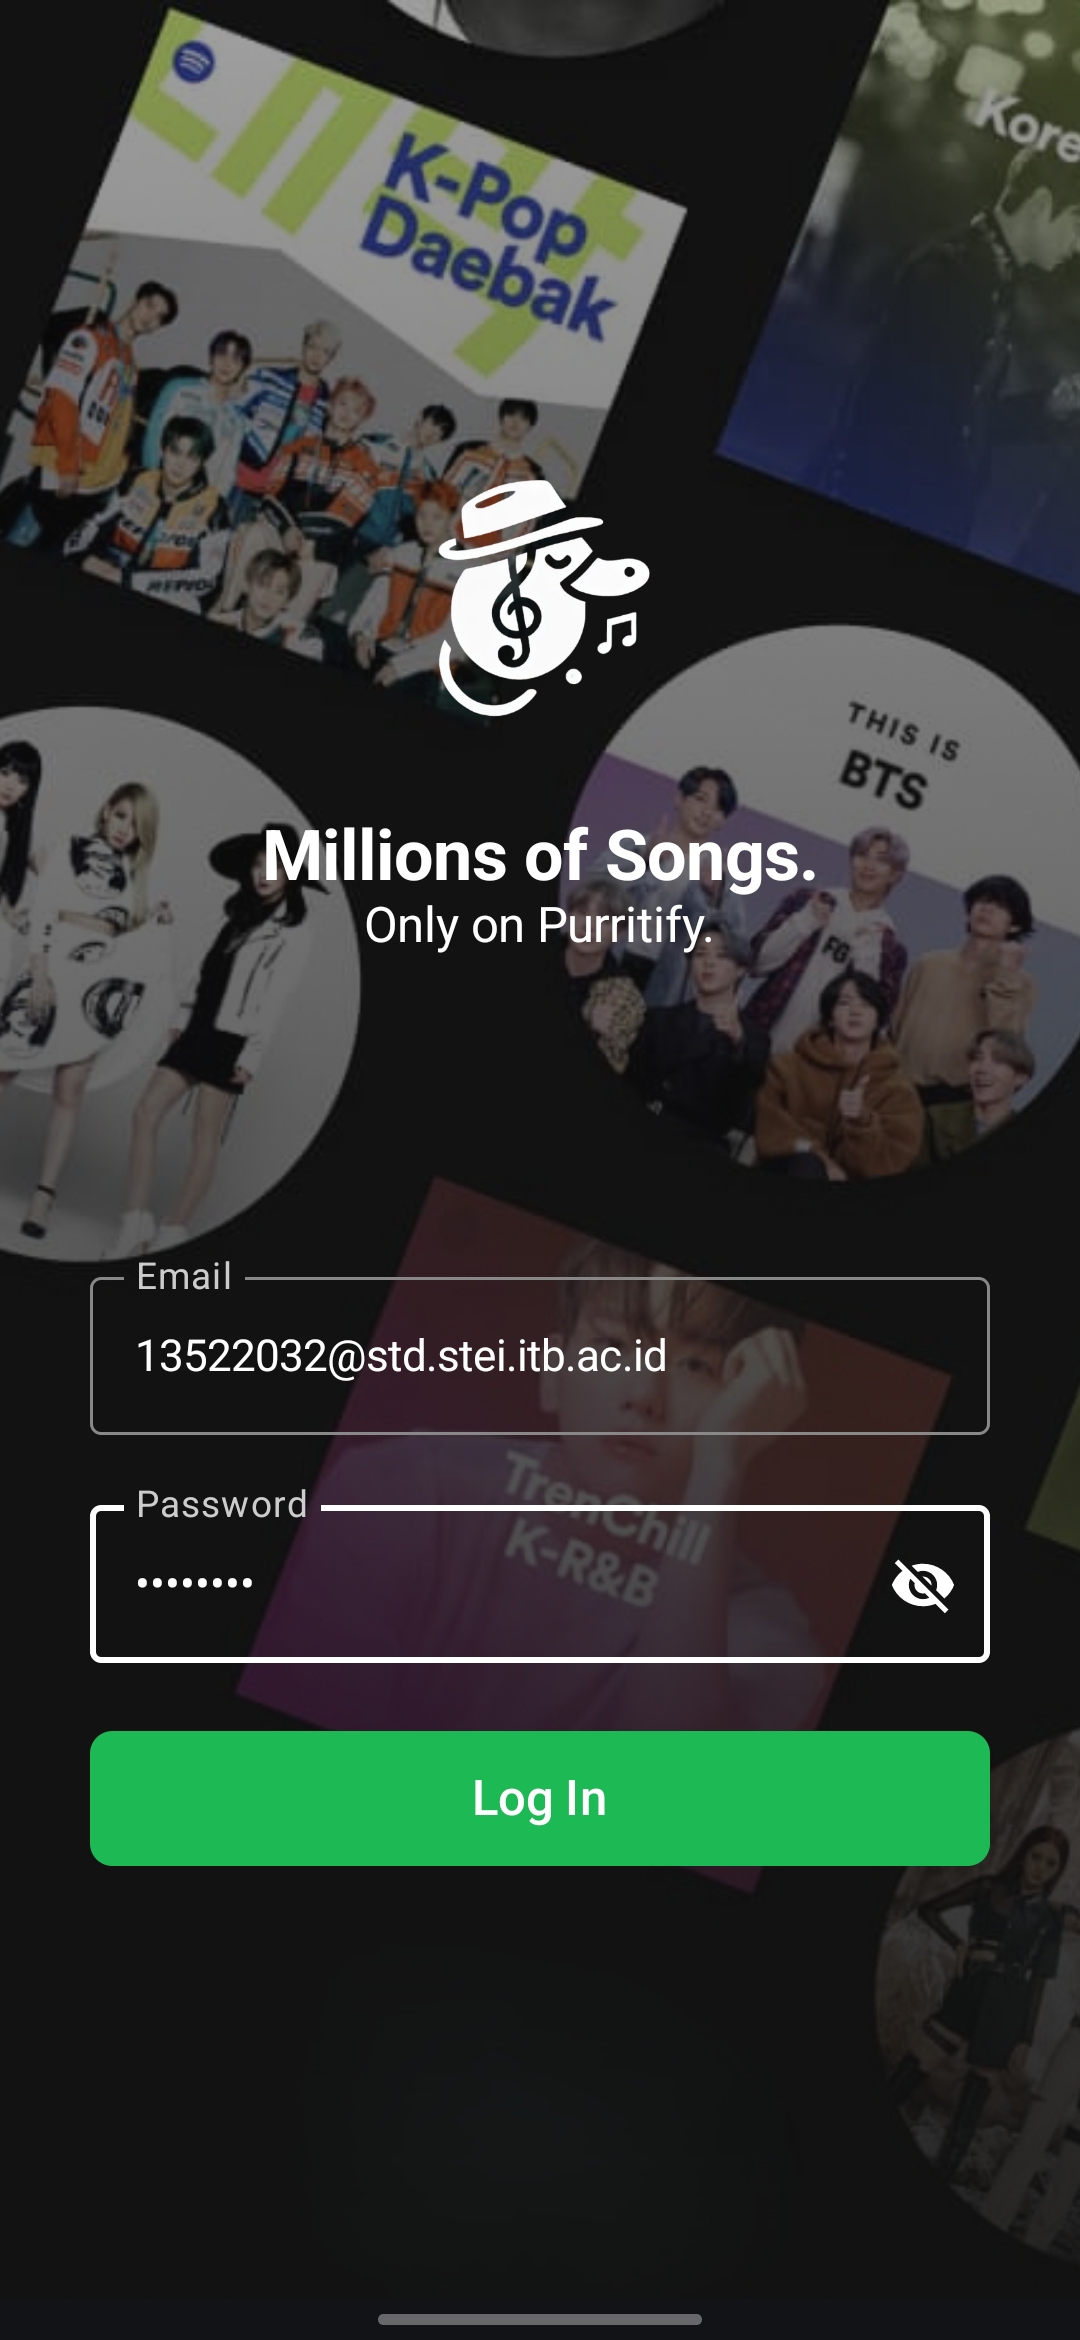 K-Pop
Daebak
Kore
THIS IS
BTS
Millions of Songs.
Only on Purritify.
FG
Email
13522032@std.stei.itb.ac.id
TrenChill
K-R&B
Password
••••••••
Log In